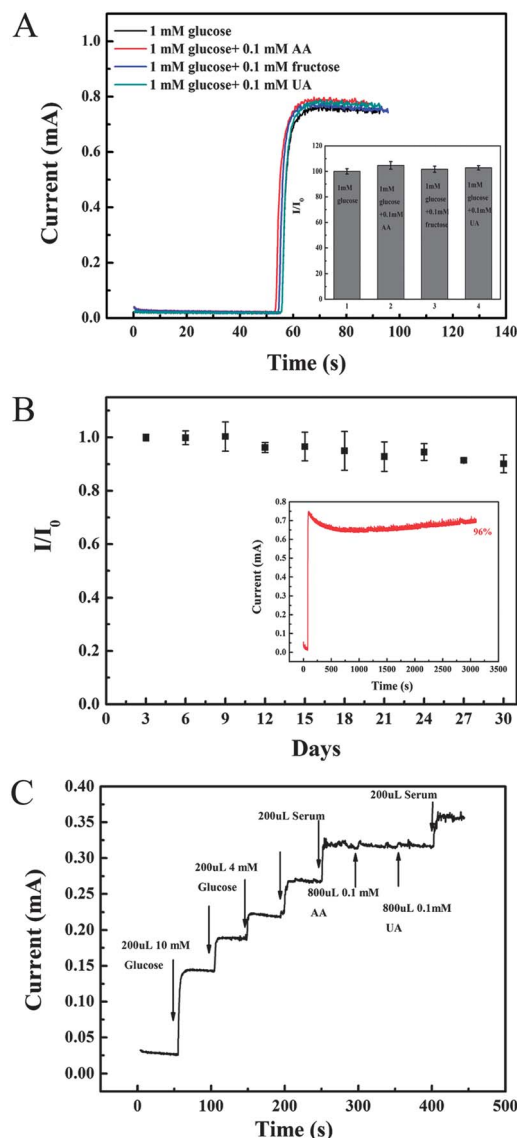 A
1 mM glucose
1 mM glucose+ 0.1 mM AA
1 mM glucose+ 0.1 mM fructose
1 mM glucose+ 0.1 mM UA
Current (mA)
1.0
0.8
0.6
0.4
0.2
0.0
0 20 40 60 80 100 120 140
Time (s)
I/I0
120
100
80
60
40
20
0
1mM
glucose
1mM
glucose
+0.1mM
AA
1mM
glucose
+0.1mM
fructose
1mM
glucose
+0.1mM
UA
1 2 3 4
B
I/I0
1.0
0.8
0.6
0.4
0.2
0.0
3 6 9 12 15 18 21 24 27 30
Days
Current (mA)
0.8
0.7
0.6
0.5
0.4
0.3
0.2
0.1
0.0
96%
0 500 1000 1500 2000 2500 3000 3500
Time (s)
C
Current (mA)
0.40
0.35
0.30
0.25
0.20
0.15
0.10
0.05
0.00
200uL 10 mM
Glucose
200uL 4 mM
Glucose
200uL Serum
800uL 0.1 mM
AA
800uL 0.1mM
UA
200uL Serum
0 100 200 300 400 500
Time (s)